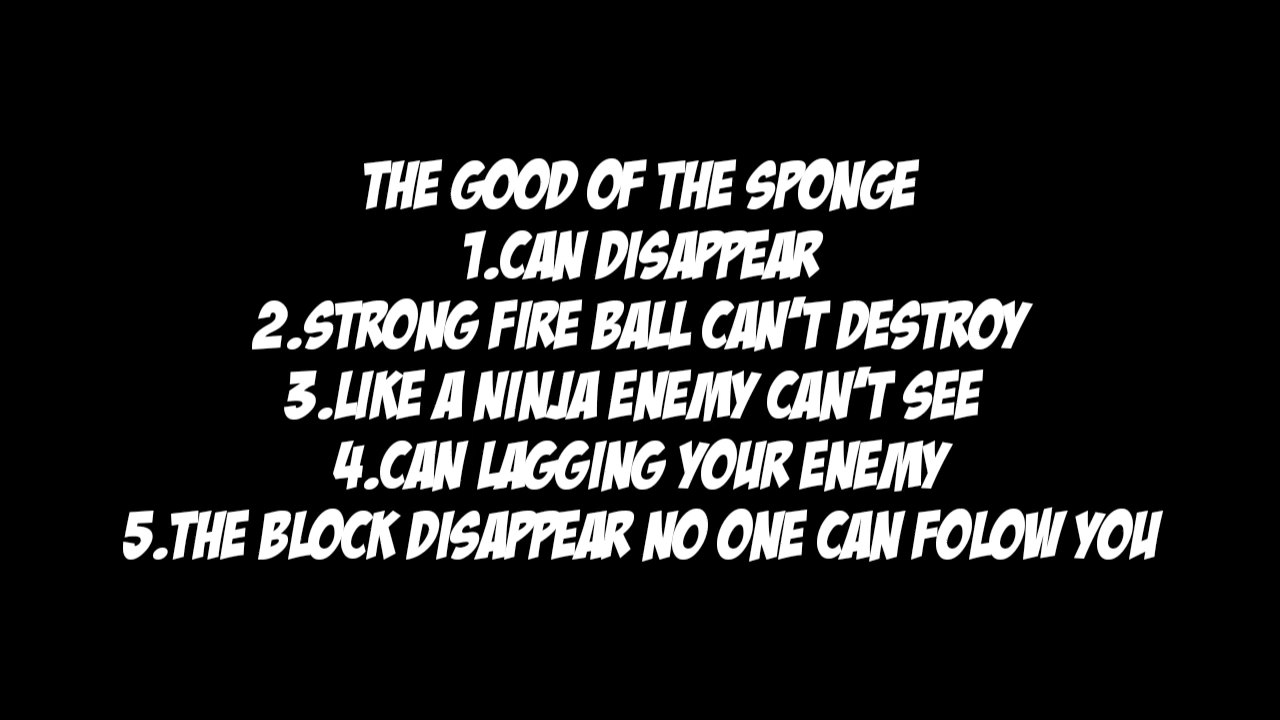 THE GOOD OF THE SPONGE
1.CAN DISAPPEAR
2.STRONG FIRE BALL CAN'T DESTROY
3.LIKE A NINJA ENEMY CAN'T SEE
4.CAN LAGGING YOUR ENEMY
5.THE BLOCK DISAPPEAR NO ONE CAN FOLOW YOU